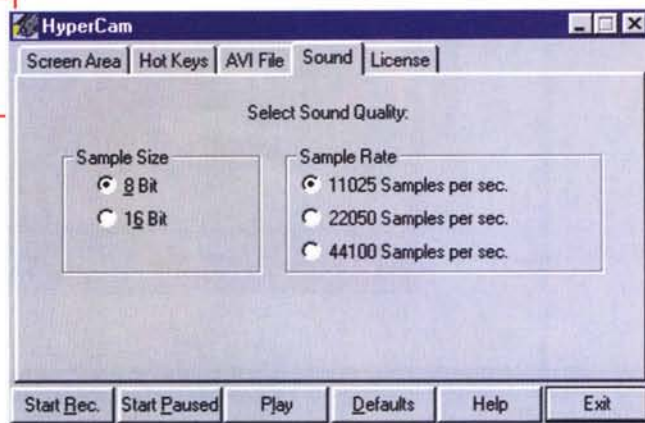 HyperCam
Screen Area Hot Keys AVI File Sound License
Select Sound Quality:
Sample Size
8 Bit
16 Bit
Sample Rate
11025 Samples per sec.
22050 Samples per sec.
44100 Samples per sec.
Start Rec. Start Paused Play Defaults Help Exit